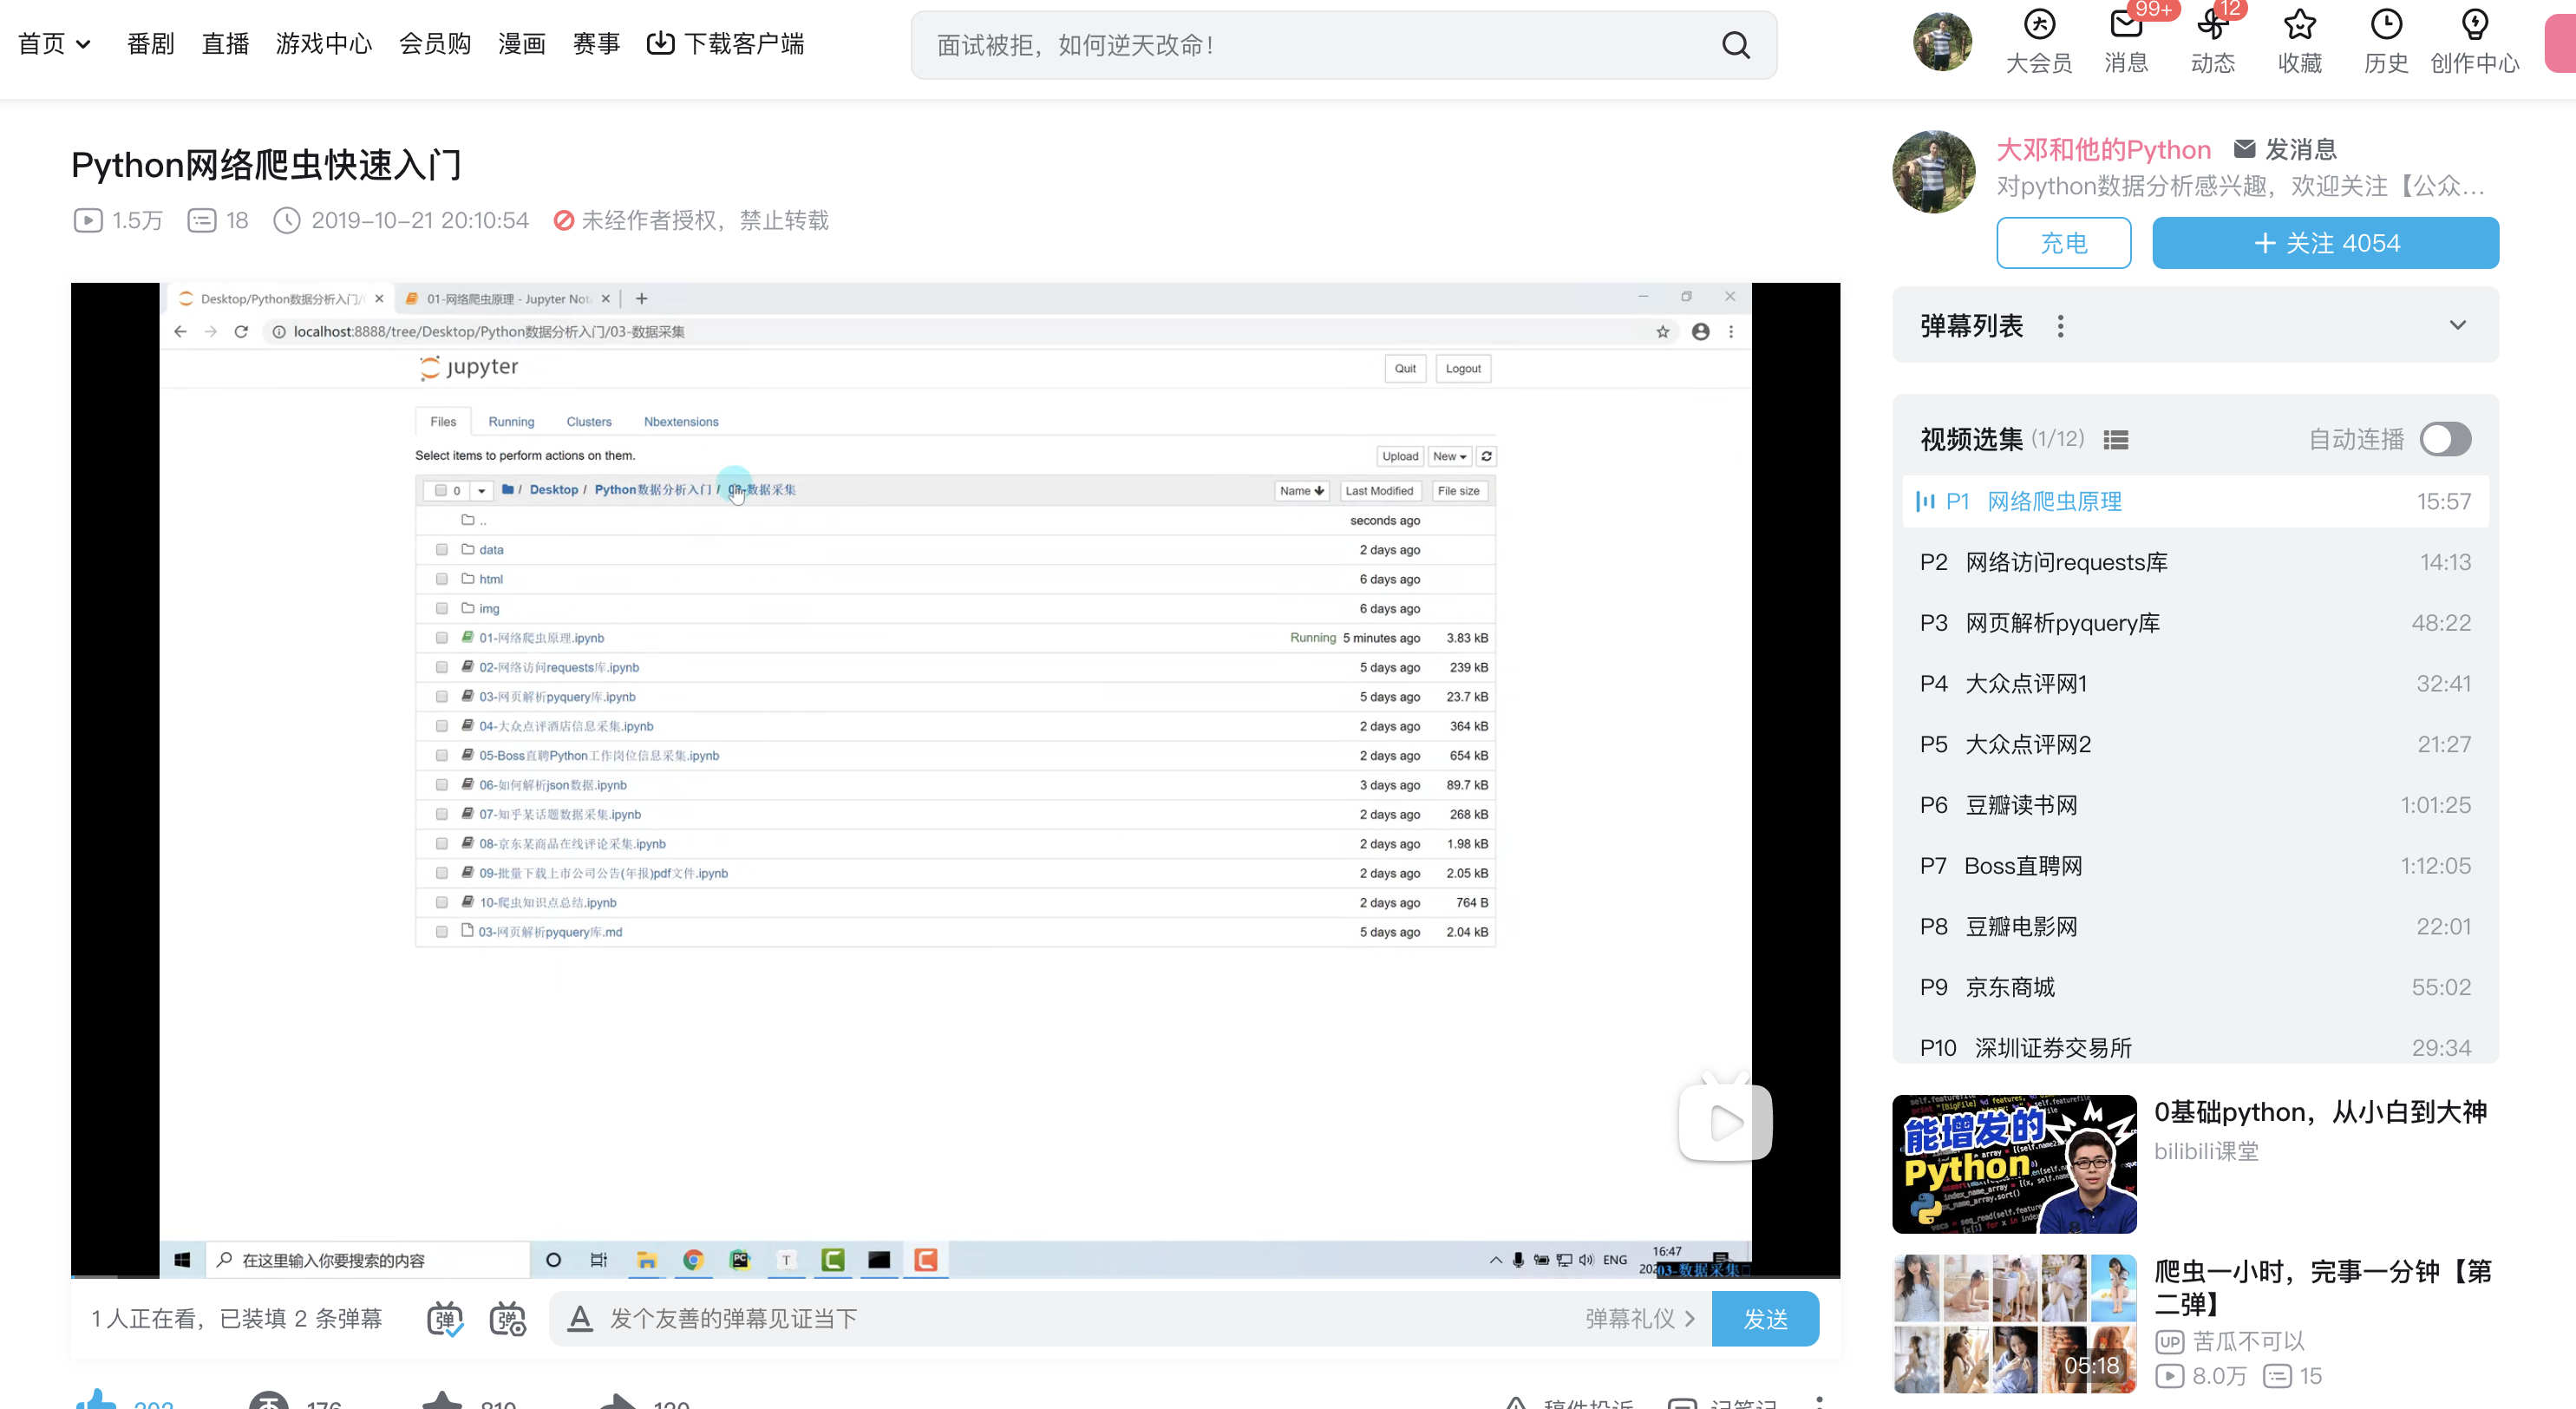 首页 番剧 直播 游戏中心 会员购 漫画 赛事 下载客户端
面试被拒，如何逆天改命！
大会员 99+ 消息 12 动态 收藏 历史 创作中心
Python网络爬虫快速入门
1.5万 18 2019-10-21 20:10:54 未经作者授权，禁止转载
Desktop/Python数据分析入门/ 01-网络爬虫原理 - Jupyter Not
localhost:8888/tree/Desktop/Python数据分析入门/03-数据采集
jupyter
Quit Logout
Files Running Clusters Nbextensions
Select items to perform actions on them.
Upload New
0 / Desktop / Python数据分析入门 / 03-数据采集 Name Last Modified File size
.. seconds ago
data 2 days ago
html 6 days ago
img 6 days ago
01-网络爬虫原理.ipynb Running 5 minutes ago 3.83 kB
02-网络访问requests库.ipynb 5 days ago 239 kB
03-网页解析pyquery库.ipynb 5 days ago 23.7 kB
04-大众点评酒店信息采集.ipynb 2 days ago 364 kB
05-Boss直聘Python工作岗位信息采集.ipynb 2 days ago 654 kB
06-如何解析json数据.ipynb 3 days ago 89.7 kB
07-知乎某话题数据采集.ipynb 2 days ago 268 kB
08-京东某商品在线评论采集.ipynb 2 days ago 1.98 kB
09-批量下载上市公司公告(年报)pdf文件.ipynb 2 days ago 2.05 kB
10-爬虫知识点总结.ipynb 2 days ago 764 B
03-网页解析pyquery库.md 5 days ago 2.04 kB
在这里输入你要搜索的内容 ENG 16:47
03-数据采集
1人正在看，已装填 2 条弹幕 发个友善的弹幕见证当下 弹幕礼仪 发送
大邓和他的Python 发消息
对python数据分析感兴趣，欢迎关注【公众…
充电 + 关注 4054
弹幕列表
视频选集 (1/12) 自动连播
P1 网络爬虫原理 15:57
P2 网络访问requests库 14:13
P3 网页解析pyquery库 48:22
P4 大众点评网1 32:41
P5 大众点评网2 21:27
P6 豆瓣读书网 1:01:25
P7 Boss直聘网 1:12:05
P8 豆瓣电影网 22:01
P9 京东商城 55:02
P10 深圳证券交易所 29:34
能增发的
Python
0基础python，从小白到大神
bilibili课堂
05:18
爬虫一小时，完事一分钟【第
二弹】
UP 苦瓜不可以
8.0万 15